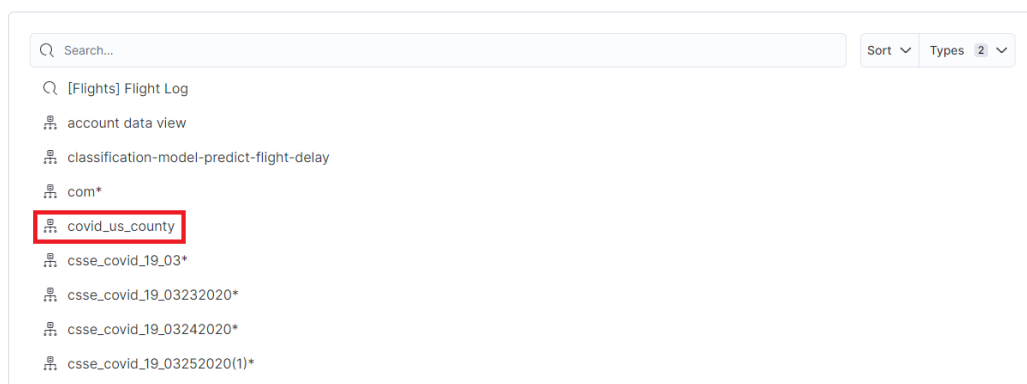 Search...
Sort
Types 2
[Flights] Flight Log
account data view
classification-model-predict-flight-delay
com*
covid_us_county
csse_covid_19_03*
csse_covid_19_03232020*
csse_covid_19_03242020*
csse_covid_19_03252020(1)*